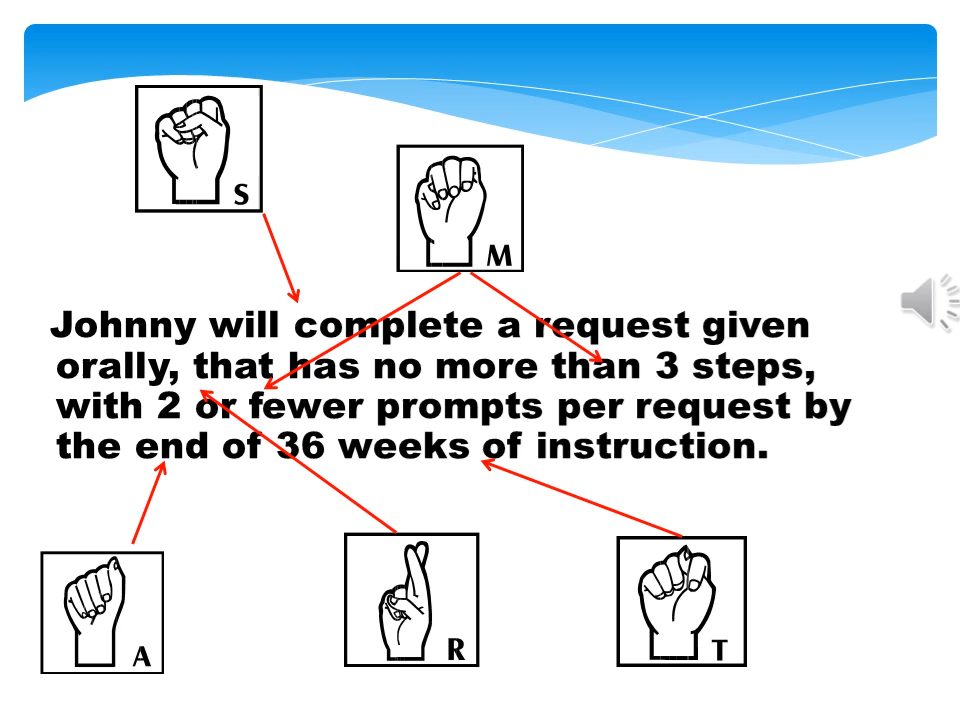 S
M
Johnny will complete a request given
orally, that has no more than 3 steps,
with 2 or fewer prompts per request by
the end of 36 weeks of instruction.
A
R
T